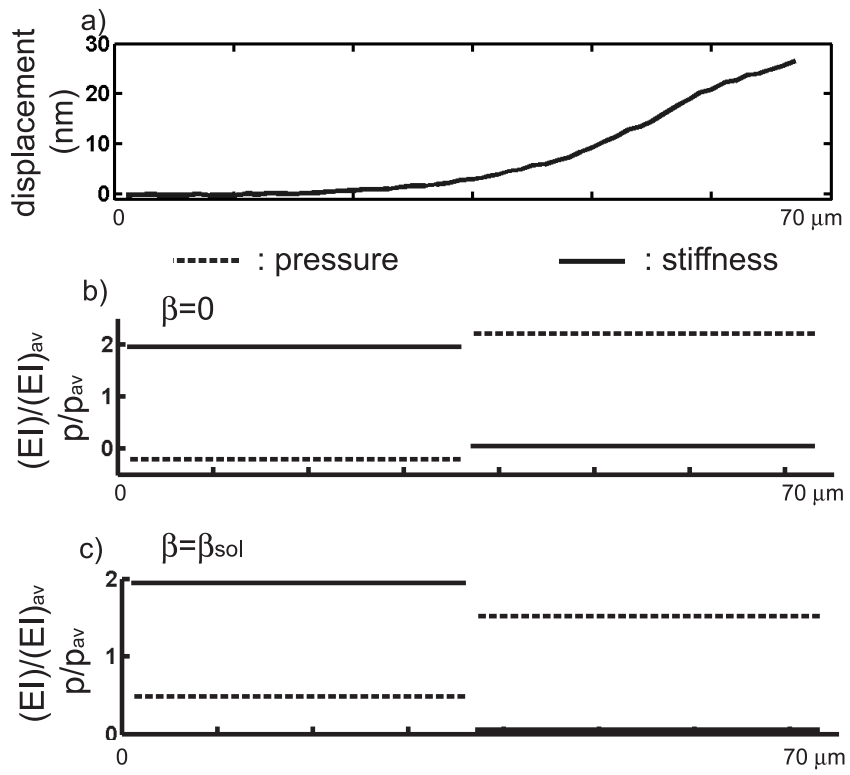 a)
displacement
(nm)
30
20
10
0
0
70 μm
: pressure
: stiffness
b)
β=0
(EI)/(EI)av
p/pav
2
1
0
0
70 μm
c)
β=βsol
(EI)/(EI)av
p/pav
2
1
0
0
70 μm